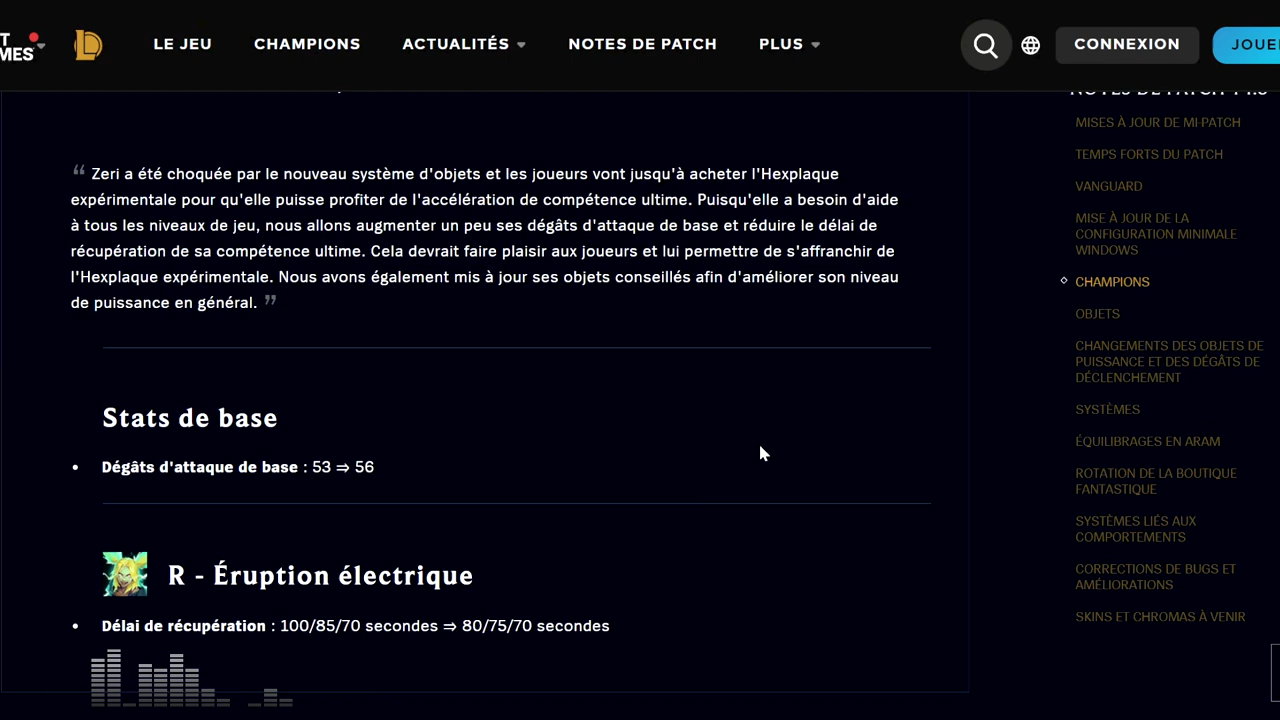 LE JEU
CHAMPIONS
ACTUALITÉS
NOTES DE PATCH
PLUS
CONNEXION
“ Zeri a été choquée par le nouveau système d'objets et les joueurs vont jusqu'à acheter l'Hexplaque
expérimentale pour qu'elle puisse profiter de l'accélération de compétence ultime. Puisqu'elle a besoin d'aide
à tous les niveaux de jeu, nous allons augmenter un peu ses dégâts d'attaque de base et réduire le délai de
récupération de sa compétence ultime. Cela devrait faire plaisir aux joueurs et lui permettre de s'affranchir de
l'Hexplaque expérimentale. Nous avons également mis à jour ses objets conseillés afin d'améliorer son niveau
de puissance en général. ”
Stats de base
• Dégâts d'attaque de base : 53 ⇒ 56
R - Éruption électrique
• Délai de récupération : 100/85/70 secondes ⇒ 80/75/70 secondes
MISES À JOUR DE MI-PATCH
TEMPS FORTS DU PATCH
VANGUARD
MISE À JOUR DE LA
CONFIGURATION MINIMALE
WINDOWS
CHAMPIONS
OBJETS
CHANGEMENTS DES OBJETS DE
PUISSANCE ET DES DÉGÂTS DE
DÉCLENCHEMENT
SYSTÈMES
ÉQUILIBRAGES EN ARAM
ROTATION DE LA BOUTIQUE
FANTASTIQUE
SYSTÈMES LIÉS AUX
COMPORTEMENTS
CORRECTIONS DE BUGS ET
AMÉLIORATIONS
SKINS ET CHROMAS À VENIR